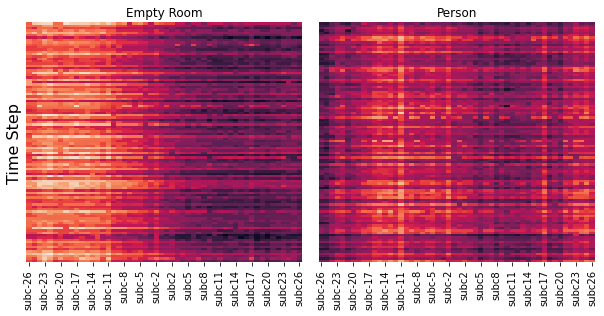 Empty Room
Person
Time Step
subc-26
subc-23
subc-20
subc-17
subc-14
subc-11
subc-8
subc-5
subc-2
subc2
subc5
subc8
subc11
subc14
subc17
subc20
subc23
subc26
subc-26
subc-23
subc-20
subc-17
subc-14
subc-11
subc-8
subc-5
subc-2
subc2
subc5
subc8
subc11
subc14
subc17
subc20
subc23
subc26